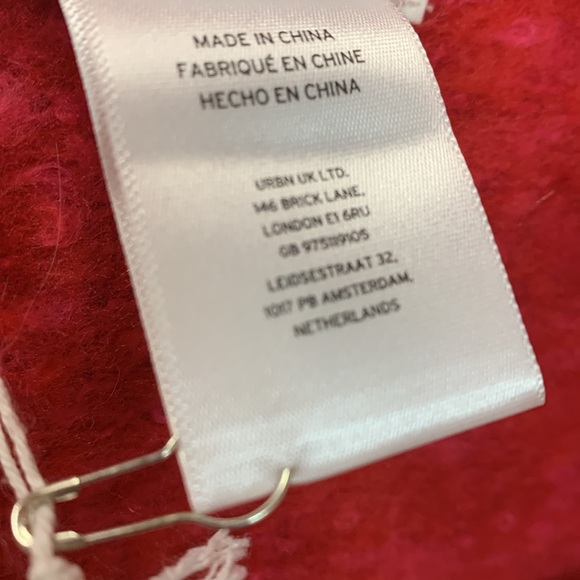 MADE IN CHINA
FABRIQUÉ EN CHINE
HECHO EN CHINA
URBN UK LTD.
146 BRICK LANE,
LONDON E1 6RU
GB 975119105
LEIDSESTRAAT 32,
1017 PB AMSTERDAM,
NETHERLANDS